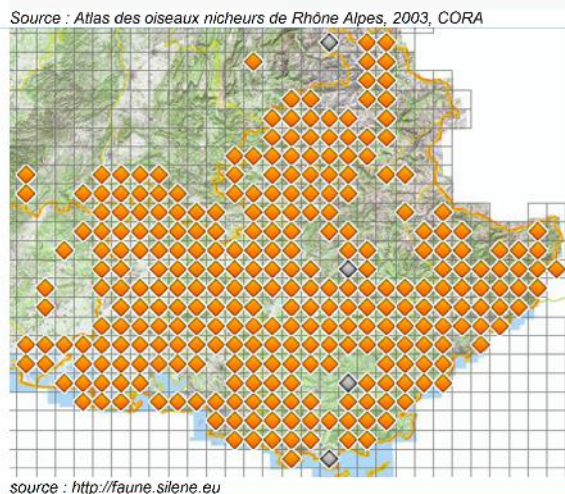 Source : Atlas des oiseaux nicheurs de Rhône Alpes, 2003, CORA
source : http://faune.silene.eu